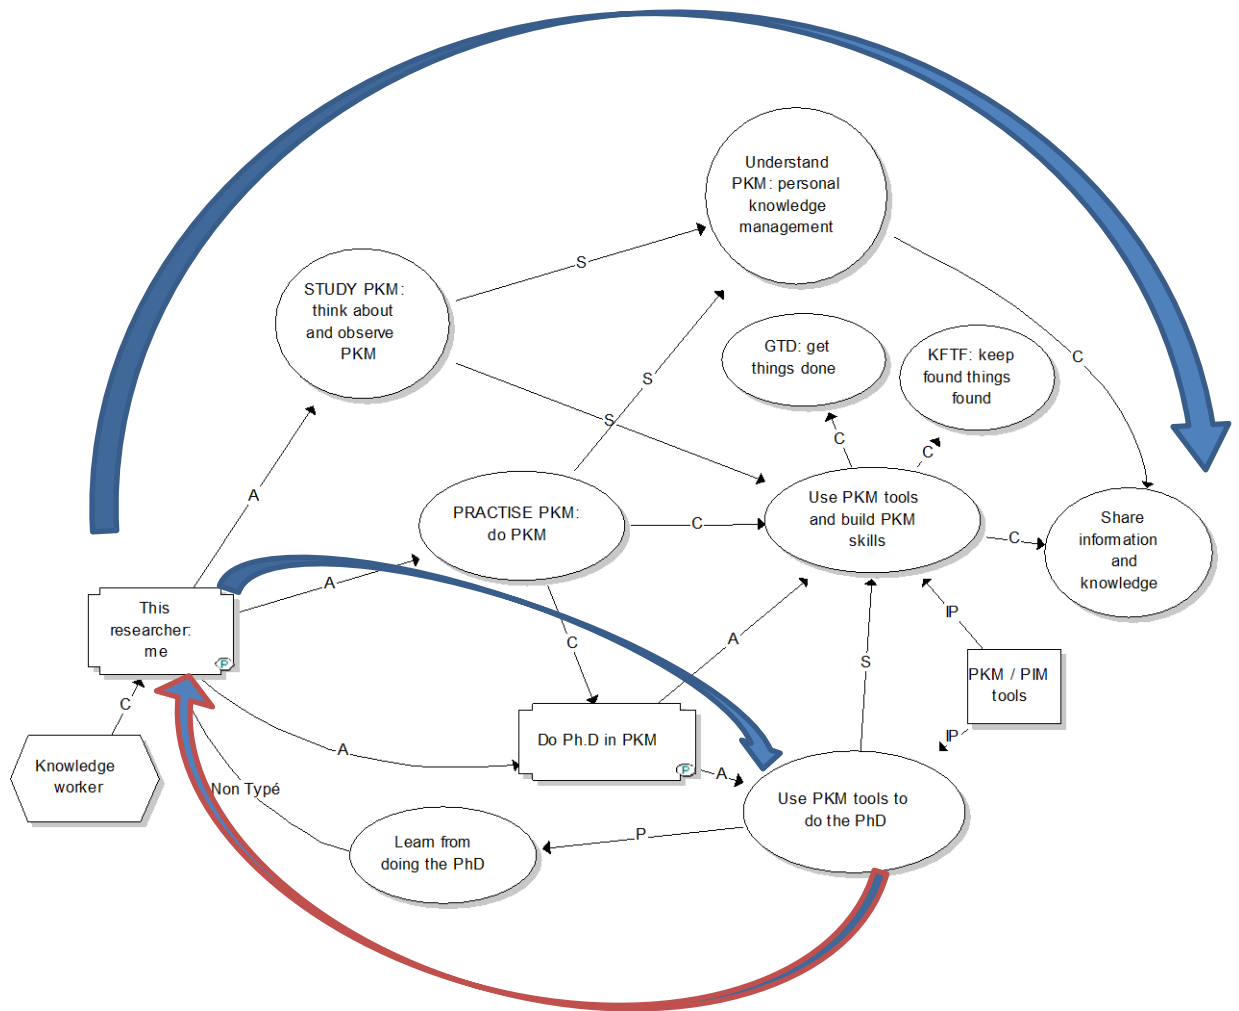 Understand
PKM: personal
knowledge
management
S
STUDY PKM:
think about
and observe
PKM
GTD: get
things done
KFTF: keep
found things
found
C
S
S
C
C
A
PRACTISE PKM:
do PKM
C
Use PKM tools
and build PKM
skills
C
Share
information
and
knowledge
A
This
researcher:
me
P
C
A
IP
S
PKM / PIM
tools
C
Do Ph.D in PKM
P
A
IP
A
Knowledge
worker
Non Typé
Use PKM tools to
do the PhD
P
Learn from
doing the PhD